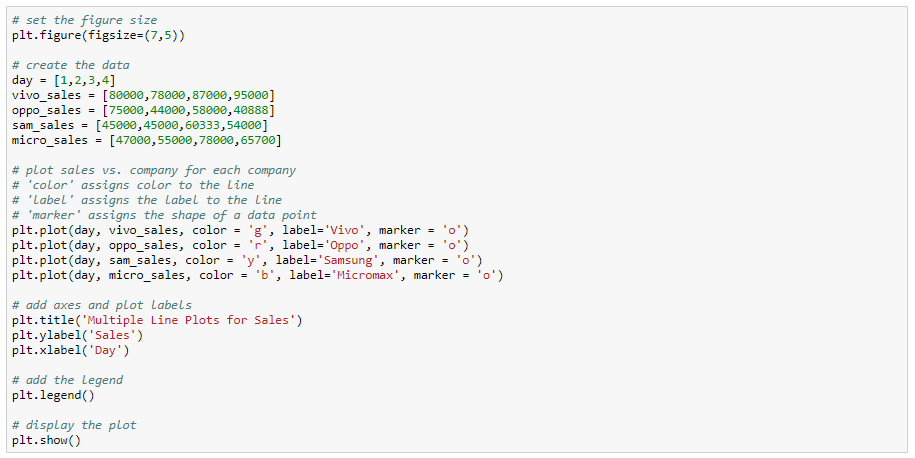 # set the figure size
plt.figure(figsize=(7,5))
# create the data
day = [1,2,3,4]
vivo_sales = [80000,78000,87000,95000]
oppo_sales = [75000,44000,58000,40888]
sam_sales = [45000,45000,60333,54000]
micro_sales = [47000,55000,78000,65700]
# plot sales vs. company for each company
# 'color' assigns color to the line
# 'label' assigns the label to the line
# 'marker' assigns the shape of a data point
plt.plot(day, vivo_sales, color = 'g', label='Vivo', marker = 'o')
plt.plot(day, oppo_sales, color = 'r', label='Oppo', marker = 'o')
plt.plot(day, sam_sales, color = 'y', label='Samsung', marker = 'o')
plt.plot(day, micro_sales, color = 'b', label='Micromax', marker = 'o')
# add axes and plot labels
plt.title('Multiple Line Plots for Sales')
plt.ylabel('Sales')
plt.xlabel('Day')
# add the legend
plt.legend()
# display the plot
plt.show()